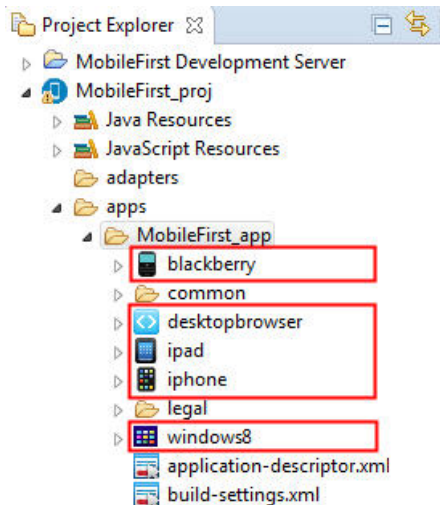 Project Explorer
MobileFirst Development Server
MobileFirst_proj
Java Resources
JavaScript Resources
adapters
apps
MobileFirst_app
blackberry
common
desktopbrowser
ipad
iphone
legal
windows8
application-descriptor.xml
build-settings.xml